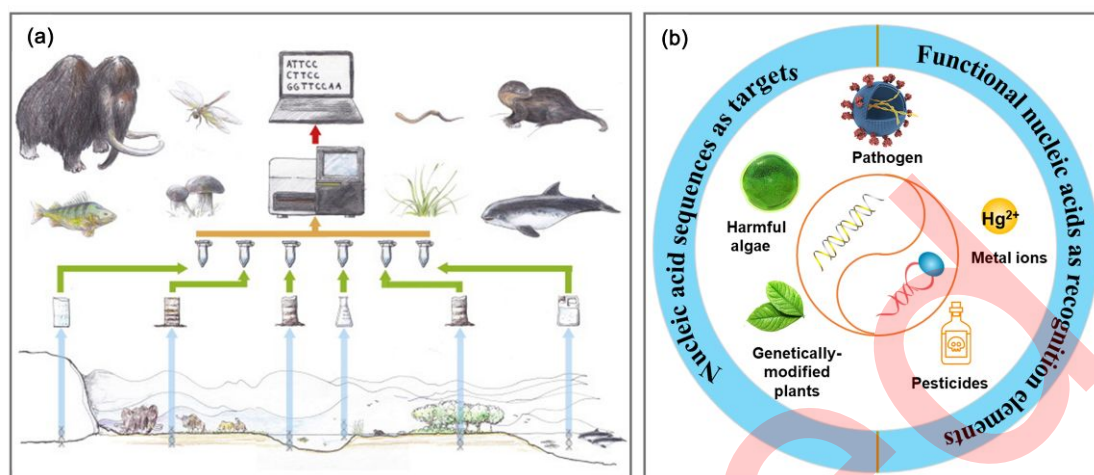 (a)
ATTCC
CTTCC
GGTTCCAA
(b)
Nucleic acid sequences as targets
Functional nucleic acids as recognition elements
Pathogen
Harmful
algae
Hg²⁺
Metal ions
Genetically-
modified
plants
Pesticides